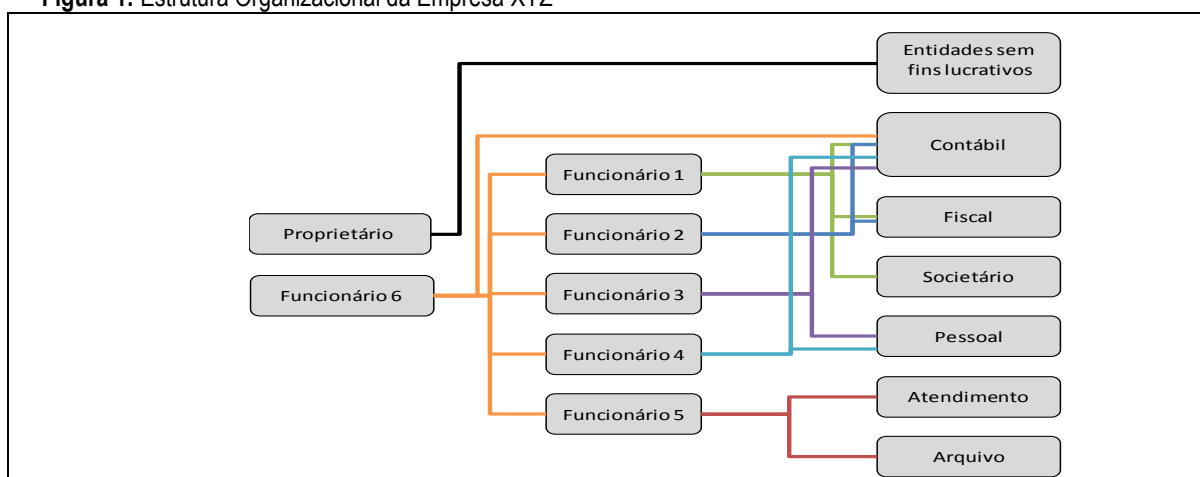 Figura 1. Estrutura Organizacional da Empresa XYZ
Entidades sem
fins lucrativos
Contábil
Funcionário 1
Fiscal
Proprietário
Funcionário 2
Societário
Funcionário 6
Funcionário 3
Pessoal
Funcionário 4
Atendimento
Funcionário 5
Arquivo